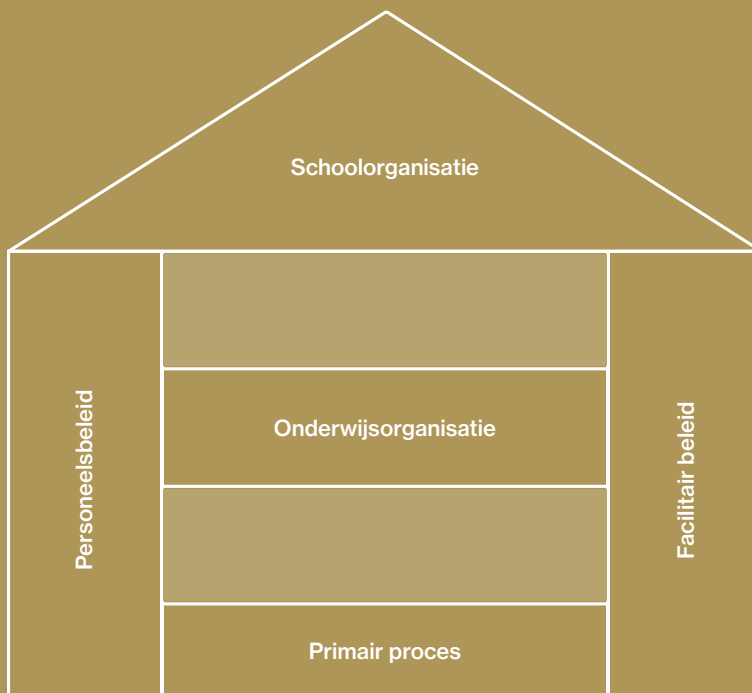 Schoolorganisatie
Personeelsbeleid
Onderwijsorganisatie
Facilitair beleid
Primair proces